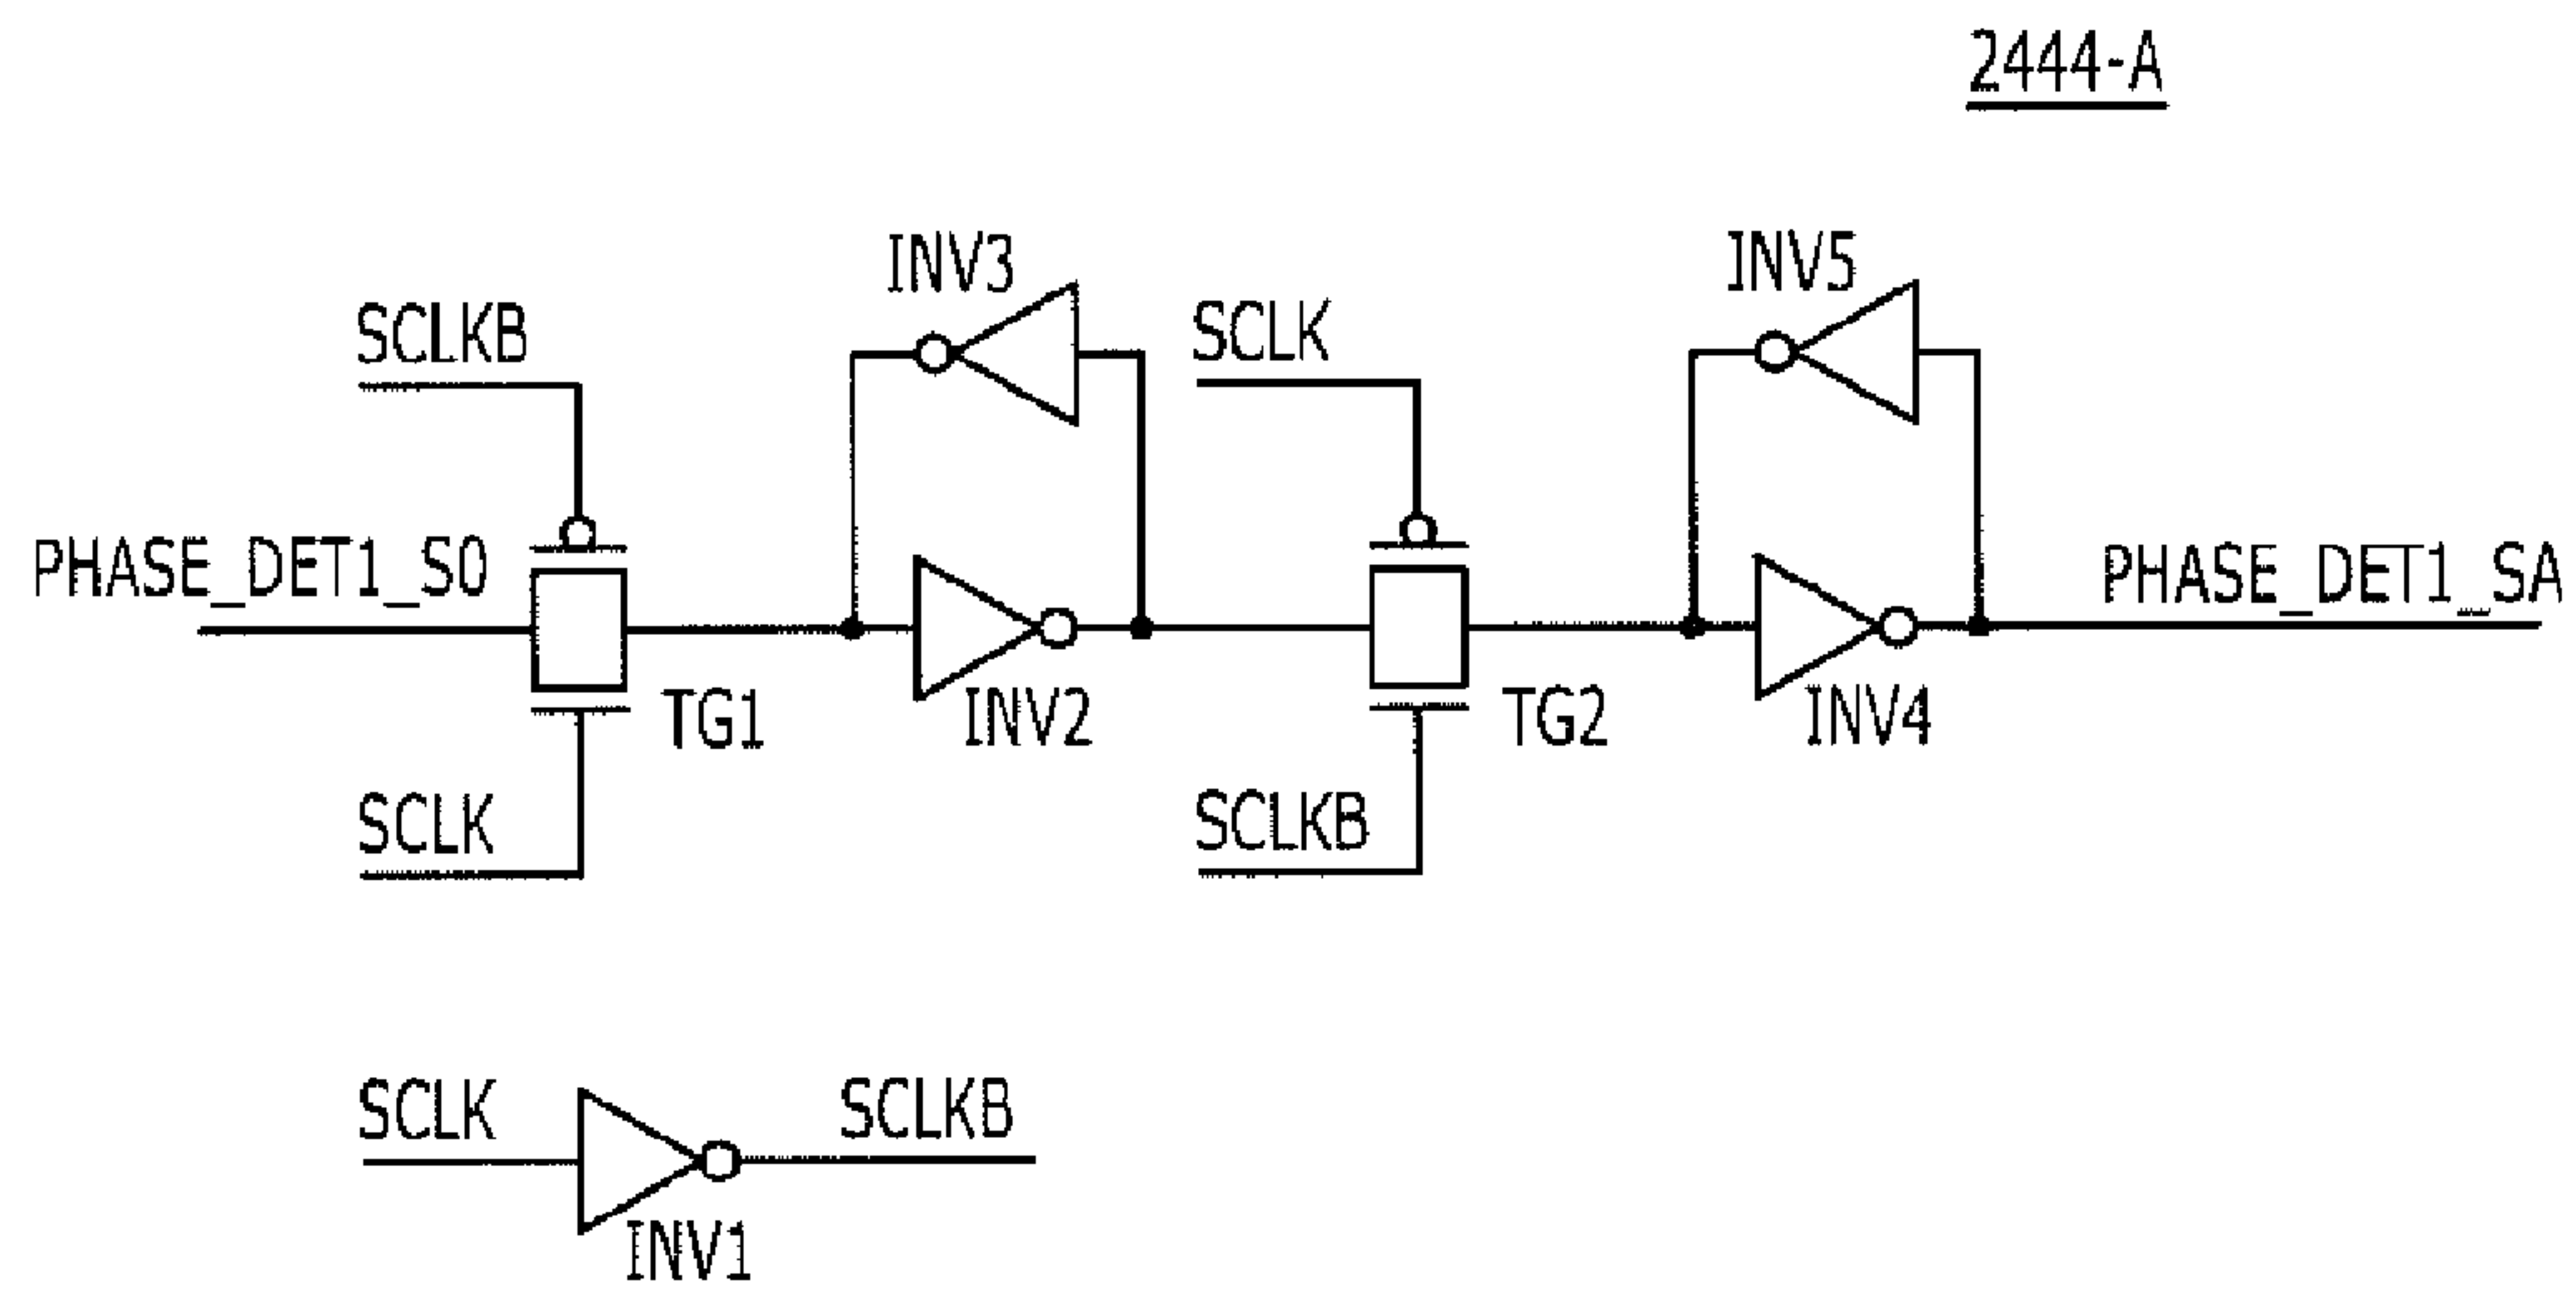 2444-A
INV3
INV5
SCLKB
SCLK
PHASE_DET1_S0
PHASE_DET1_SA
TG1
INV2
TG2
INV4
SCLK
SCLKB
SCLK
SCLKB
INV1